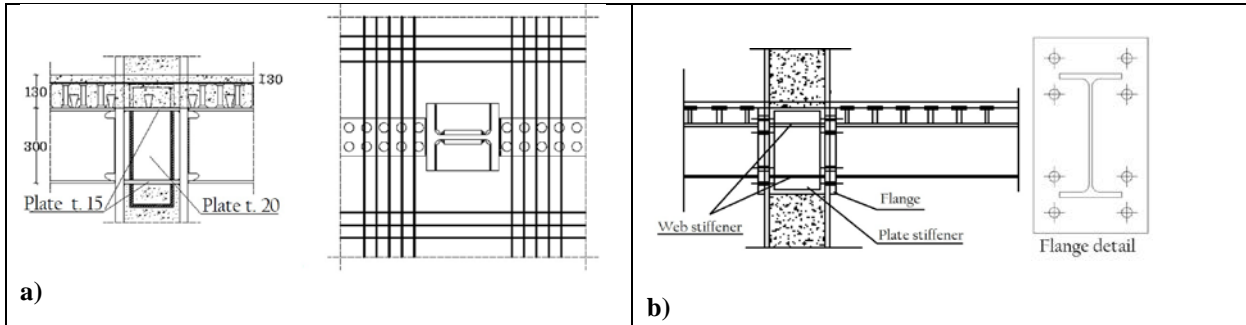 130
130
300
Plate t. 15
Plate t. 20
a)
Web stiffener
Flange
Plate stiffener
Flange detail
b)